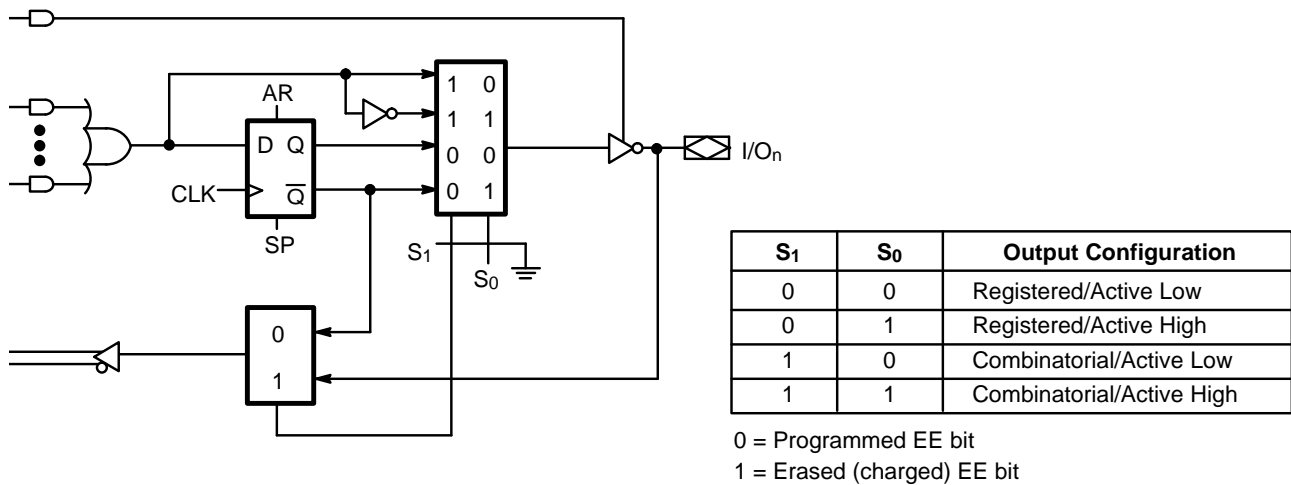 1 0
AR
1 1
D Q
0 0
I/Oₙ
CLK
Q̅
0 1
SP
S₁
S₀
0
1
S₁ S₀ Output Configuration
0 0 Registered/Active Low
0 1 Registered/Active High
1 0 Combinatorial/Active Low
1 1 Combinatorial/Active High
0 = Programmed EE bit
1 = Erased (charged) EE bit